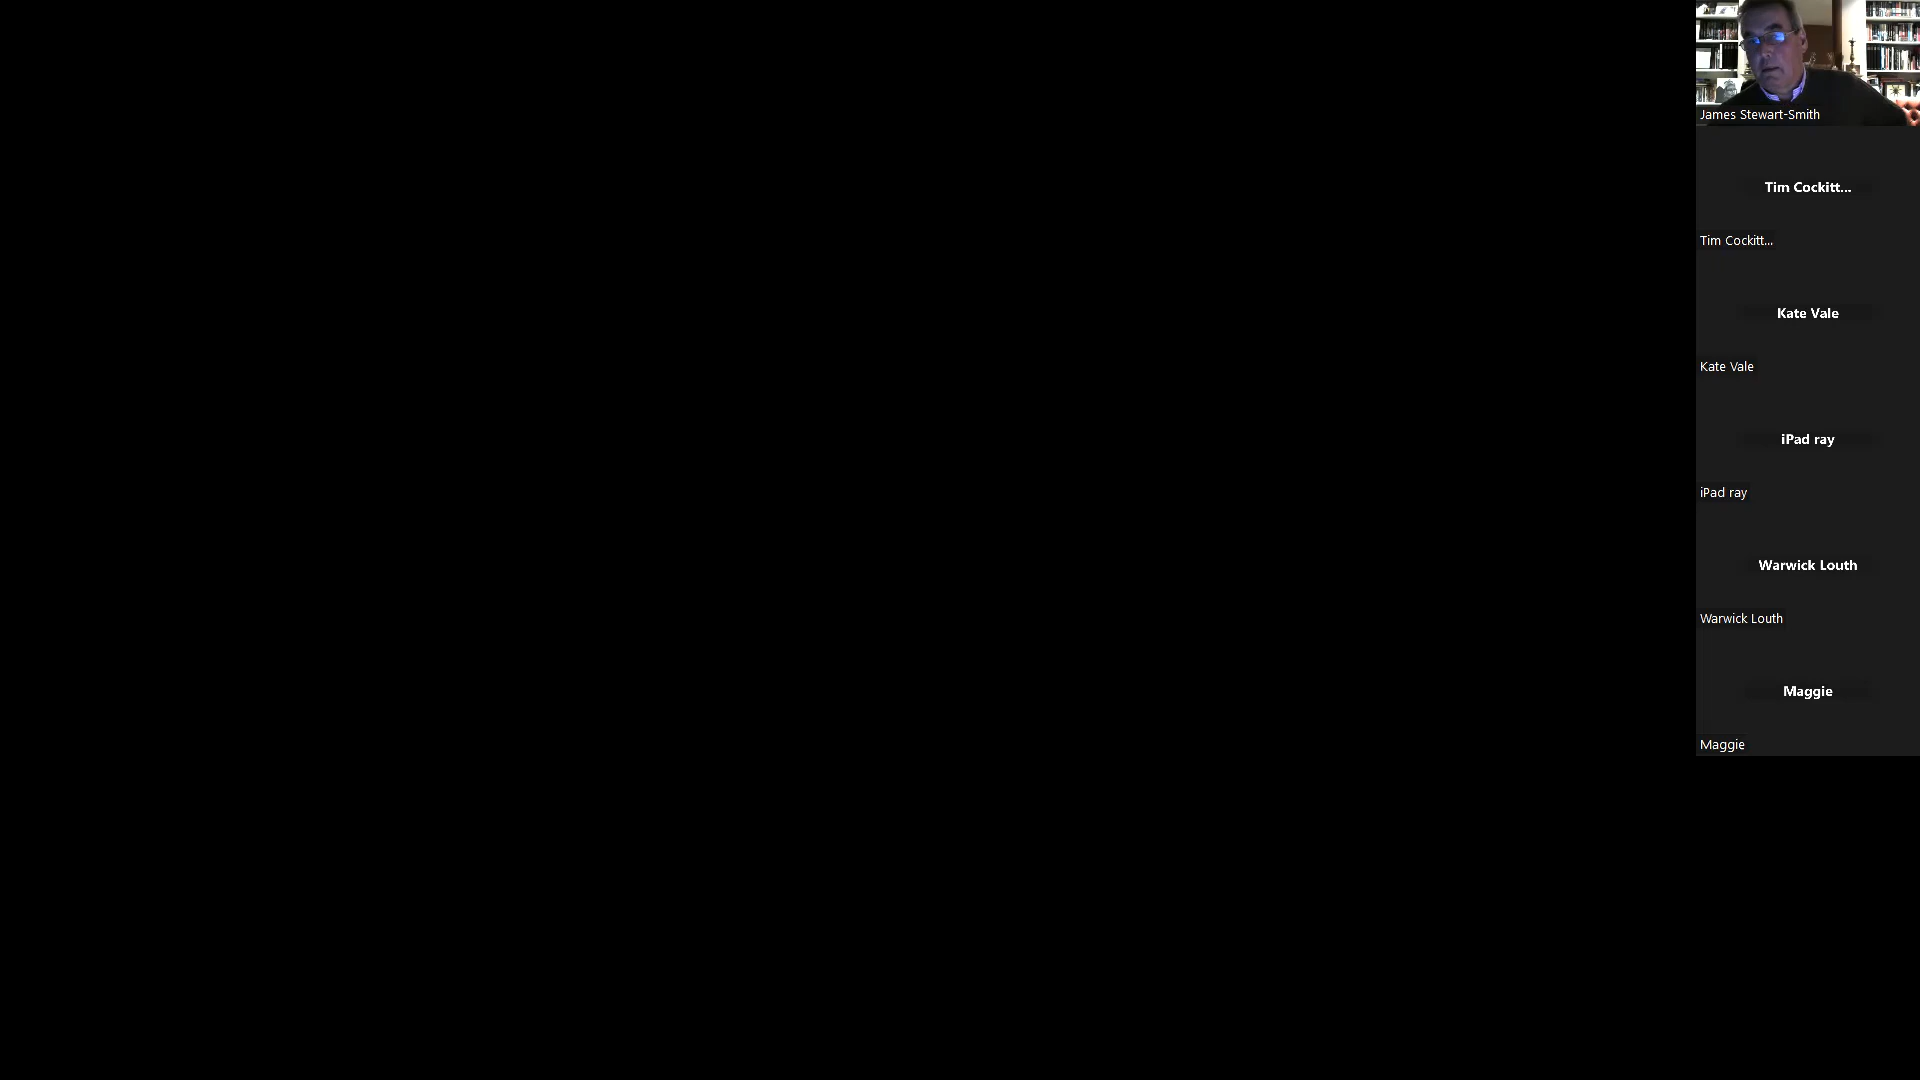 James Stewart-Smith
Tim Cockitt...
Tim Cockitt...
Kate Vale
Kate Vale
iPad ray
iPad ray
Warwick Louth
Warwick Louth
Maggie
Maggie